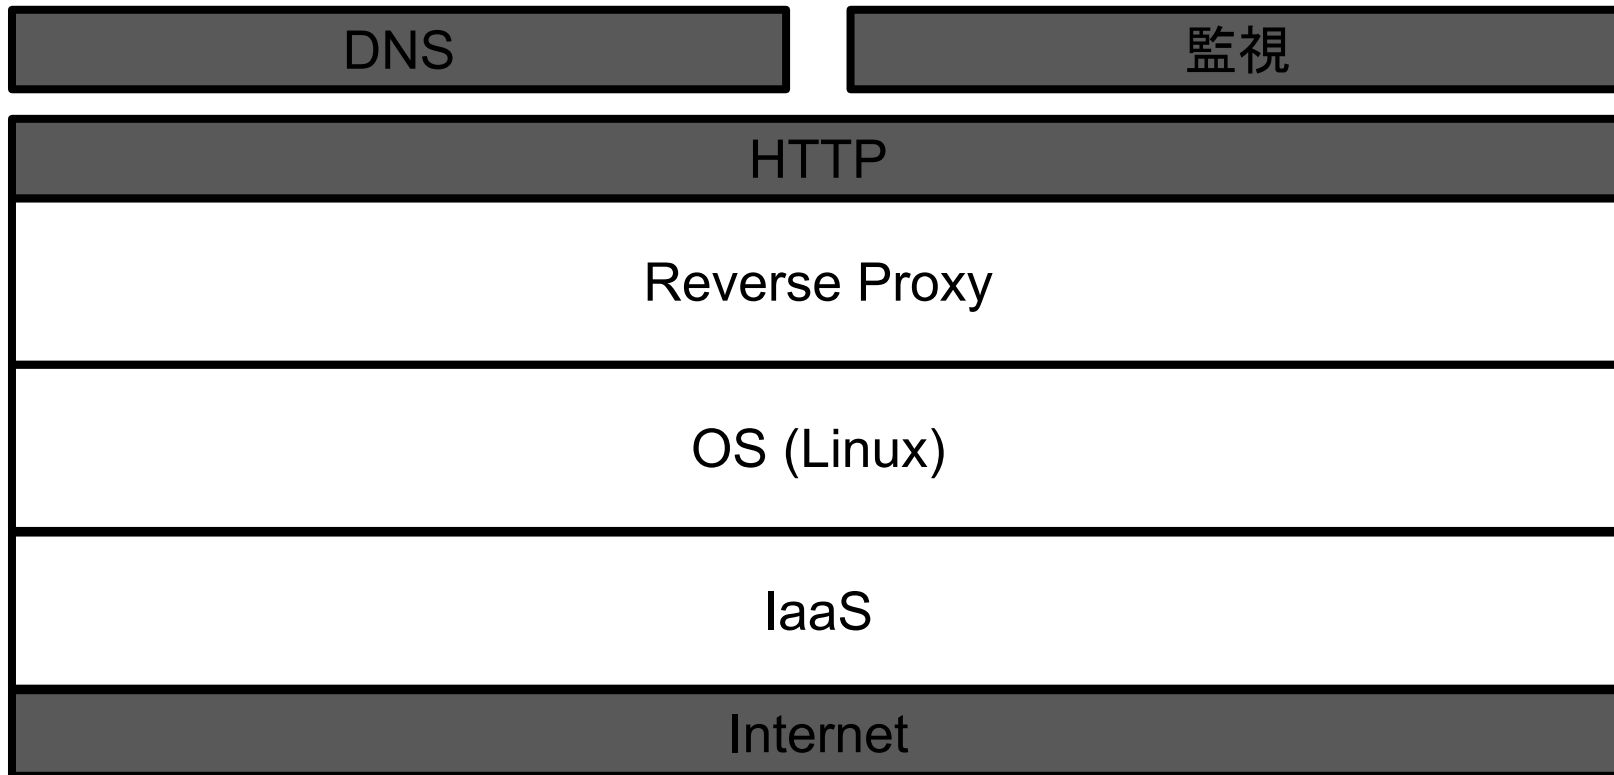 DNS
監視
HTTP
Reverse Proxy
OS (Linux)
IaaS
Internet